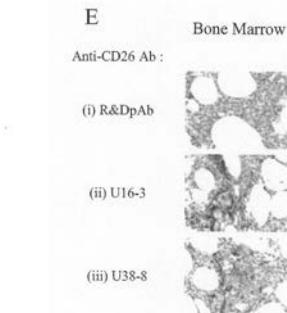 E
Bone Marrow
Anti-CD26 Ab :
(i) R&DpAb
(ii) U16-3
(iii) U38-8